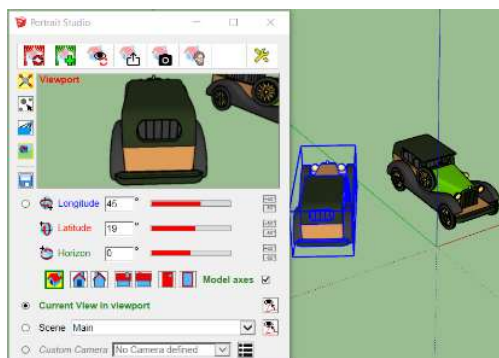 Portrait Studio
Viewport
Longitude 45 °
Latitude 19 °
Horizon 0 °
Model axes
Current View in viewport
Scene Main
Custom Camera No Camera defined